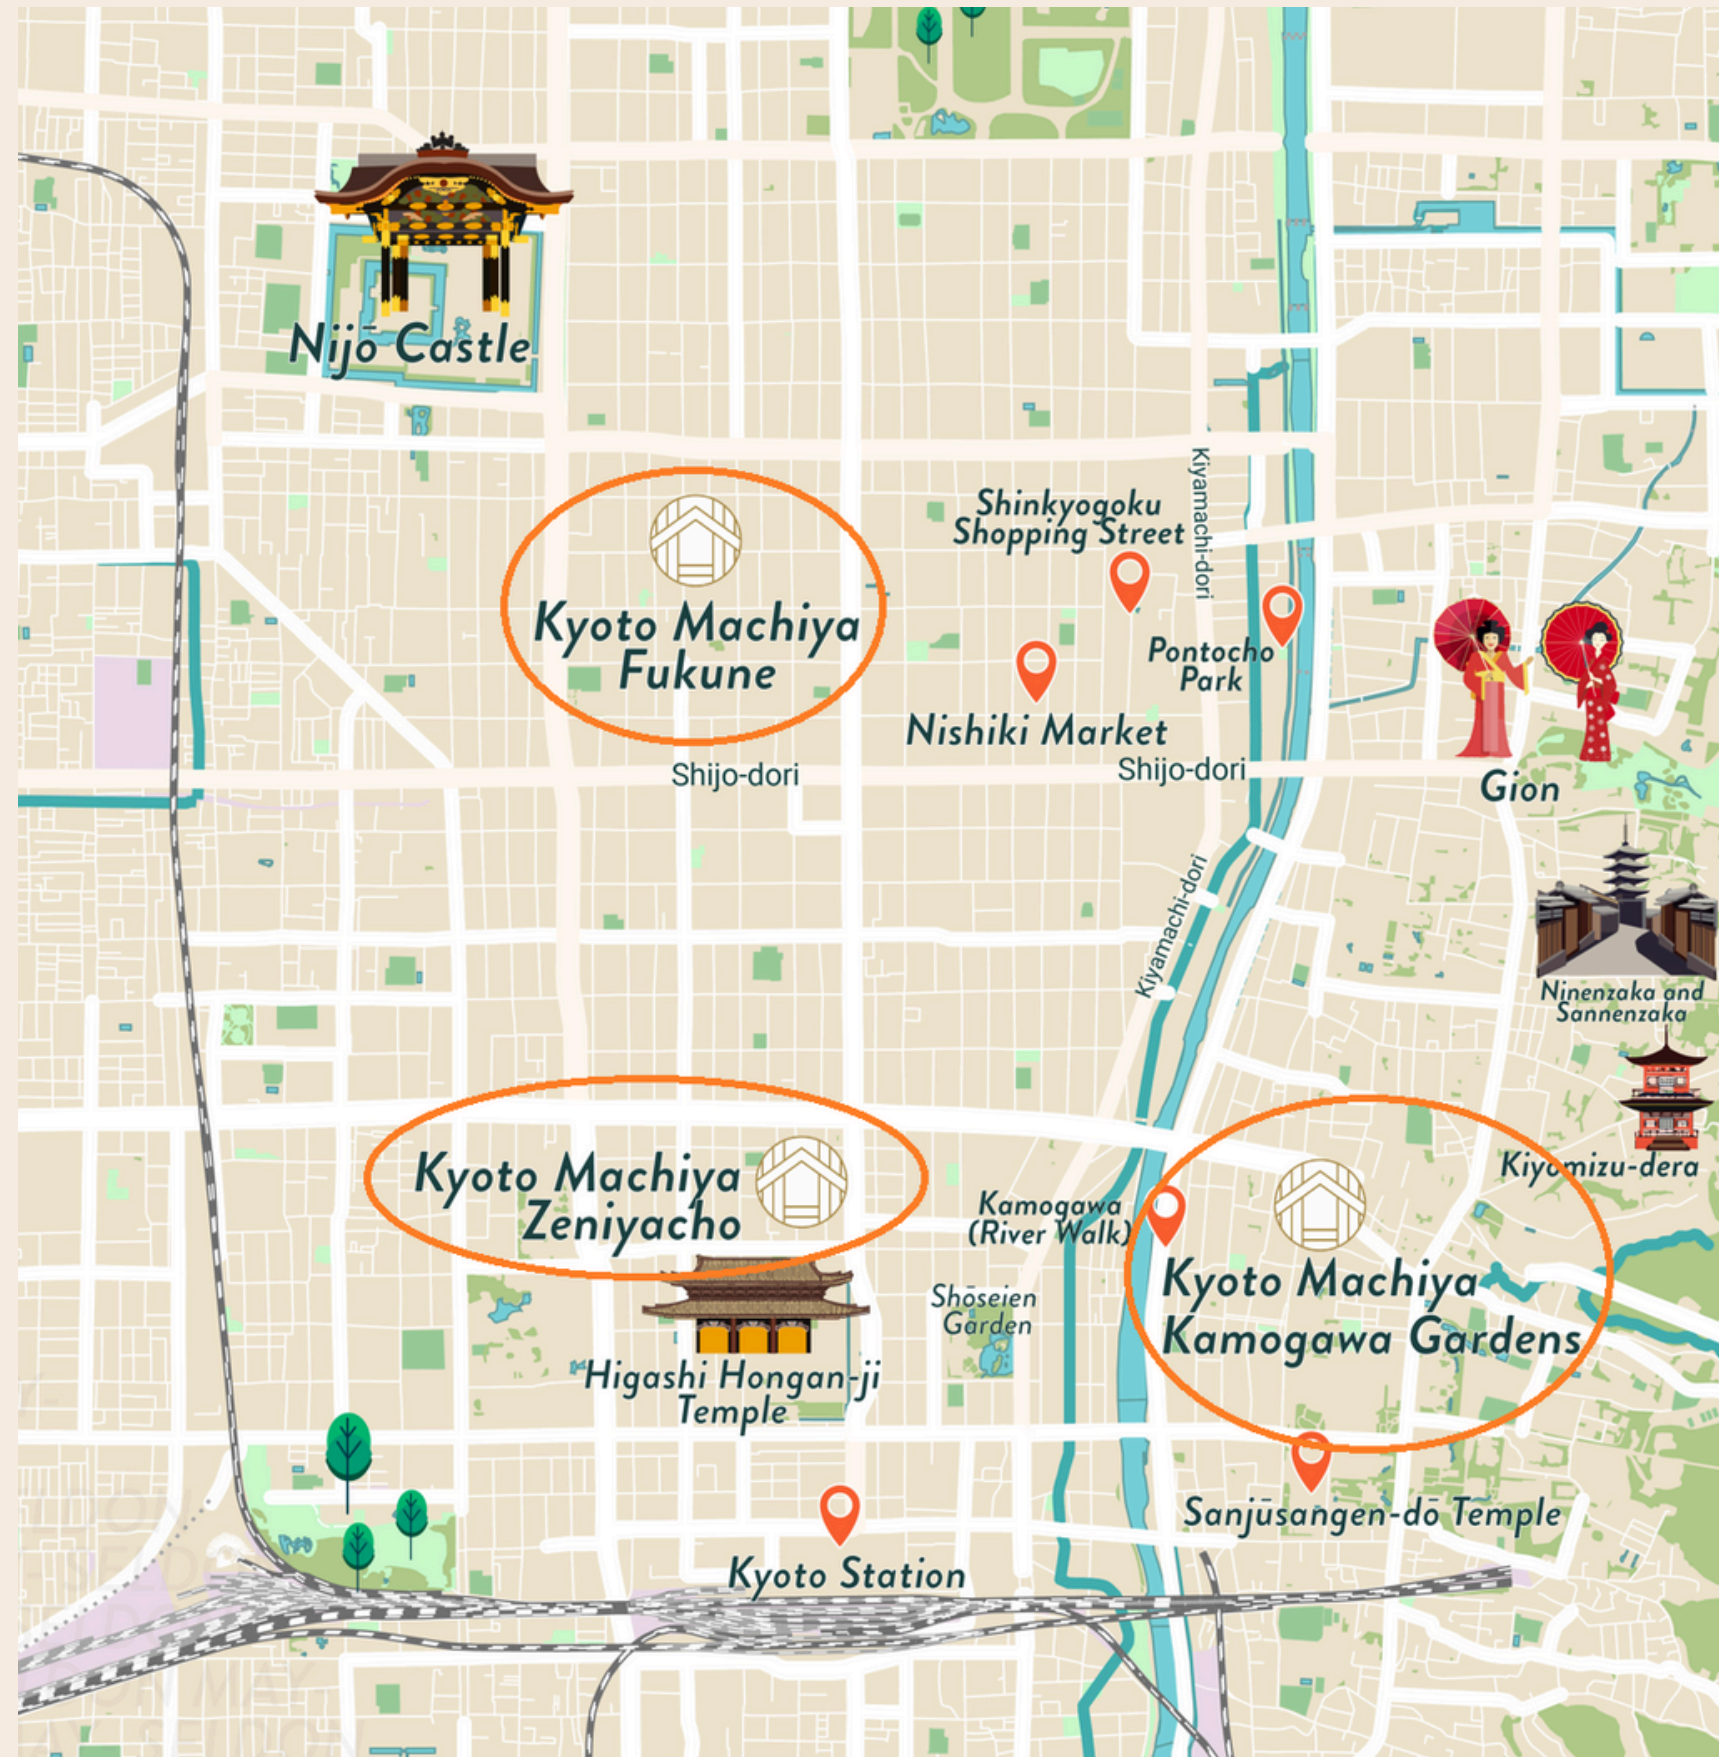 Nijō Castle
Shinkyogoku
Shopping Street
Kiyamachi-dori
Kyoto Machiya
Fukune
Pontocho
Park
Nishiki Market
Shijo-dori
Shijo-dori
Gion
Kiyamachi-dori
Ninenzaka and
Sannenzaka
Kyoto Machiya
Zeniyacho
Kiyomizu-dera
Kamogawa
(River Walk)
Kyoto Machiya
Kamogawa Gardens
Shōseien
Garden
Higashi Hongan-ji
Temple
Sanjūsangen-dō Temple
Kyoto Station